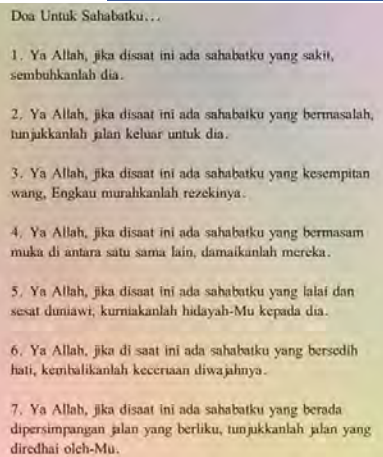 Doa Untuk Sahabatku...
1. Ya Allah, jika disaat ini ada sahabatku yang sakit,
sembuhkanlah dia.
2. Ya Allah, jika disaat ini ada sahabatku yang bermasalah,
tunjukkanlah jalan keluar untuk dia.
3. Ya Allah, jika disaat ini ada sahabatku yang kesempitan
wang, Engkau murahkanlah rezekinya.
4. Ya Allah, jika disaat ini ada sahabatku yang bermasam
muka di antara satu sama lain, damaikanlah mereka.
5. Ya Allah, jika disaat ini ada sahabatku yang lalai dan
sesat duniawi, kurniakanlah hidayah-Mu kepada dia.
6. Ya Allah, jika di saat ini ada sahabatku yang bersedih
hati, kembalikanlah keceriaan diwajahnya.
7. Ya Allah, jika disaat ini ada sahabatku yang berada
dipersimpangan jalan yang berliku, tunjukkanlah jalan yang
diredhai oleh-Mu.